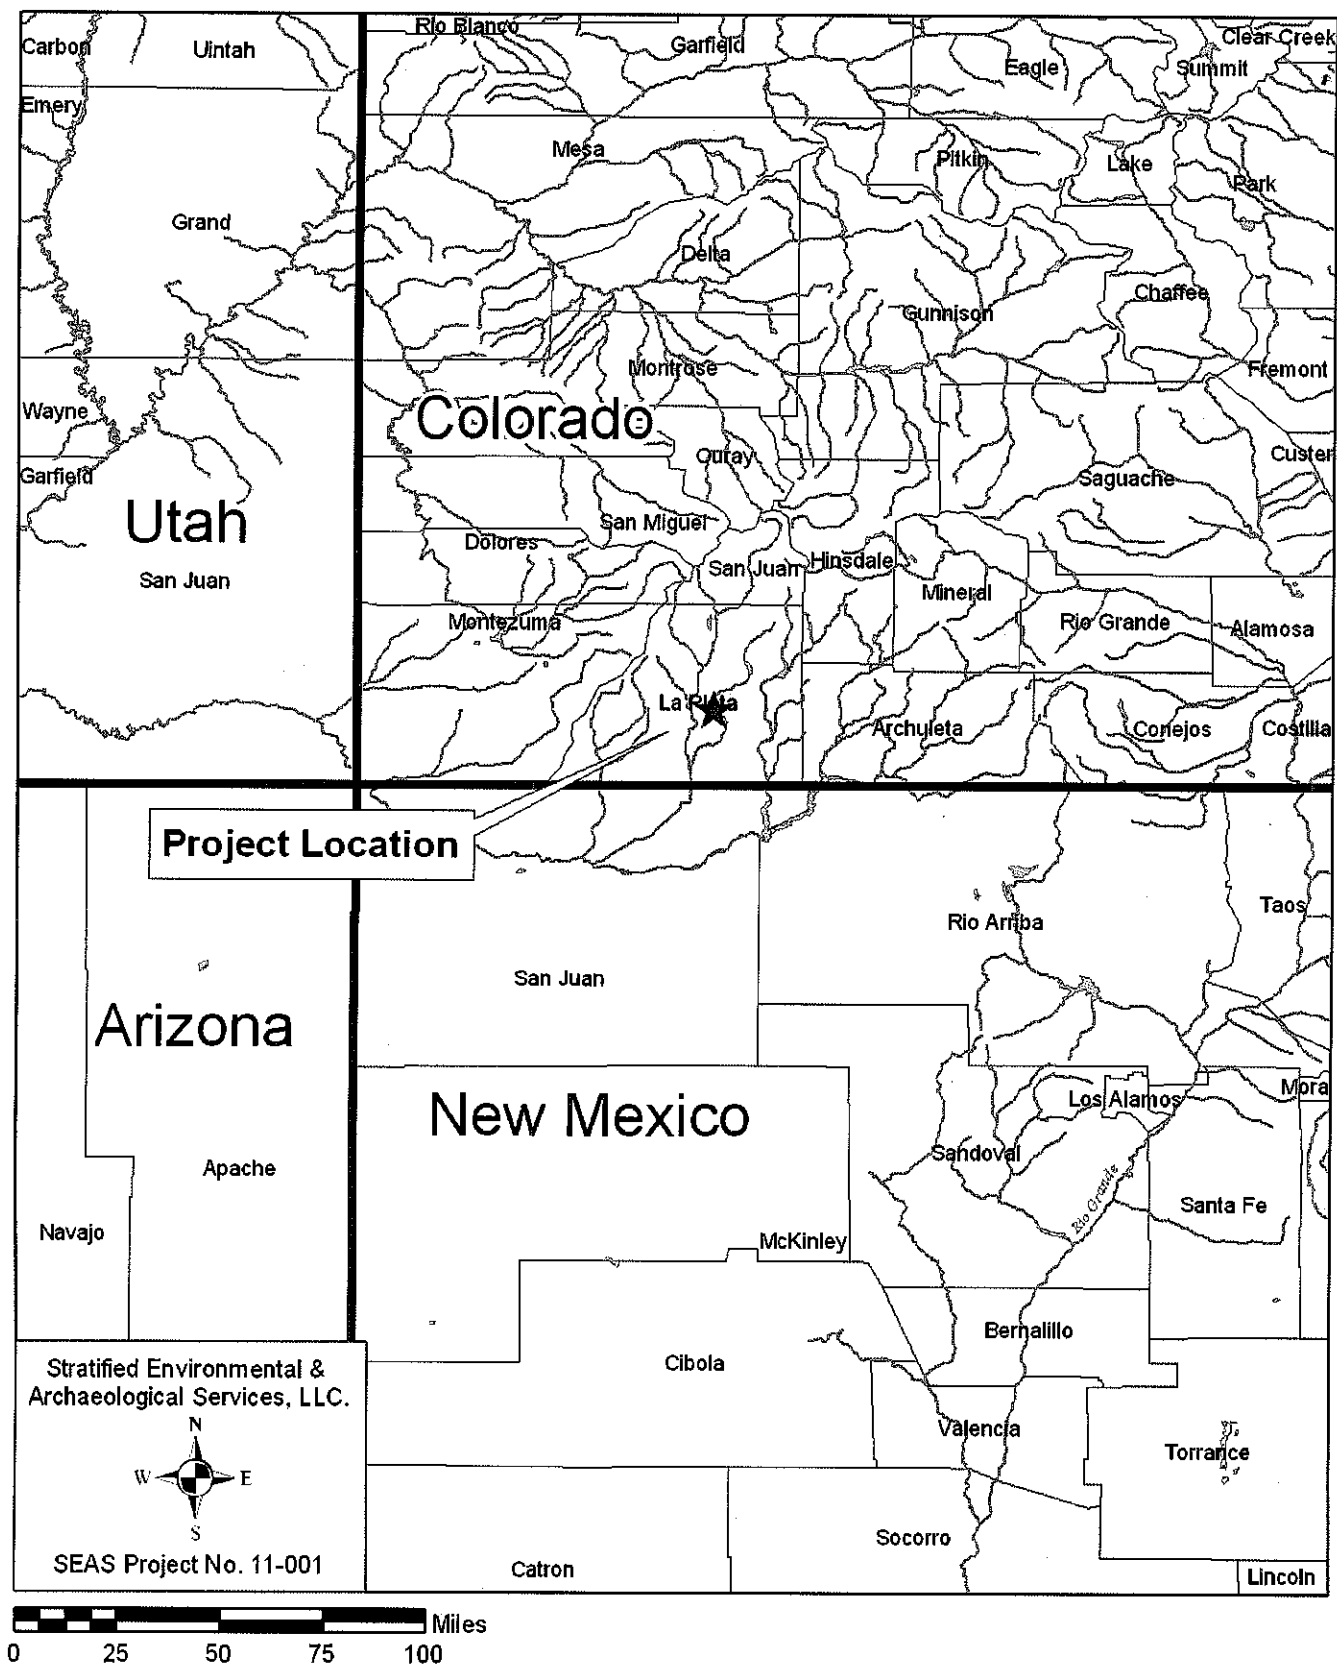 Carbon
Uintah
Rio Blanco
Garfield
Eagle
Clear Creek
Summit
Emery
Mesa
Pitkin
Lake
Park
Grand
Delta
Chaffee
Gunnison
Montrose
Fremont
Wayne
Colorado
Ouray
Custer
Garfield
Saguache
Utah
San Miguel
Dolores
San Juan
Hinsdale
San Juan
Mineral
Montezuma
Rio Grande
Alamosa
La Plata
Archuleta
Conejos
Costilla
Project Location
Taos
Rio Arriba
San Juan
Arizona
New Mexico
Los Alamos
Mora
Sandoval
Apache
Rio Grande
Santa Fe
Navajo
McKinley
Bernalillo
Cibola
Valencia
Torrance
Socorro
Catron
Lincoln
Stratified Environmental &
Archaeological Services, LLC.
N
W E
S
SEAS Project No. 11-001
Miles
0 25 50 75 100